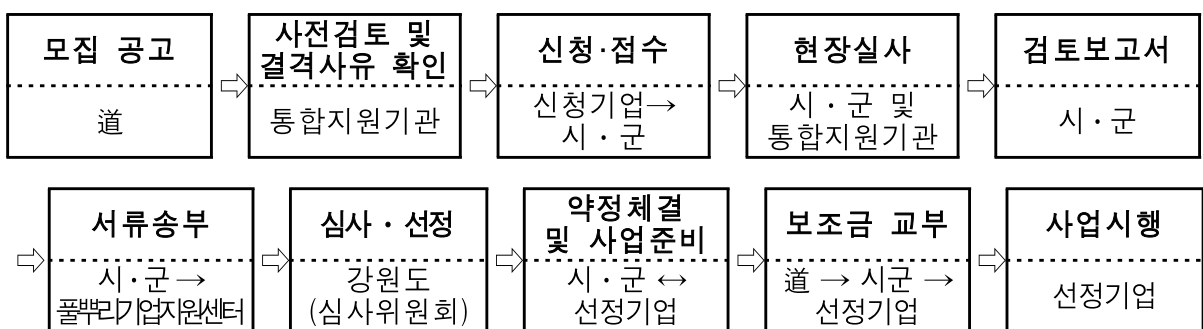 모집 공고
道
사전검토 및
결격사유 확인
통합지원기관
신청·접수
신청기업→
시·군
현장실사
시·군 및
통합지원기관
검토보고서
시·군
서류송부
시·군→
풀뿌리기업지원센터
심사·선정
강원도
(심사위원회)
약정체결
및 사업준비
시·군 ↔
선정기업
보조금 교부
道 → 시군 →
선정기업
사업시행
선정기업